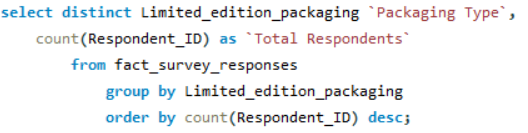 select distinct Limited_edition_packaging `Packaging Type`,
count(Respondent_ID) as `Total Respondents`
from fact_survey_responses
group by Limited_edition_packaging
order by count(Respondent_ID) desc;